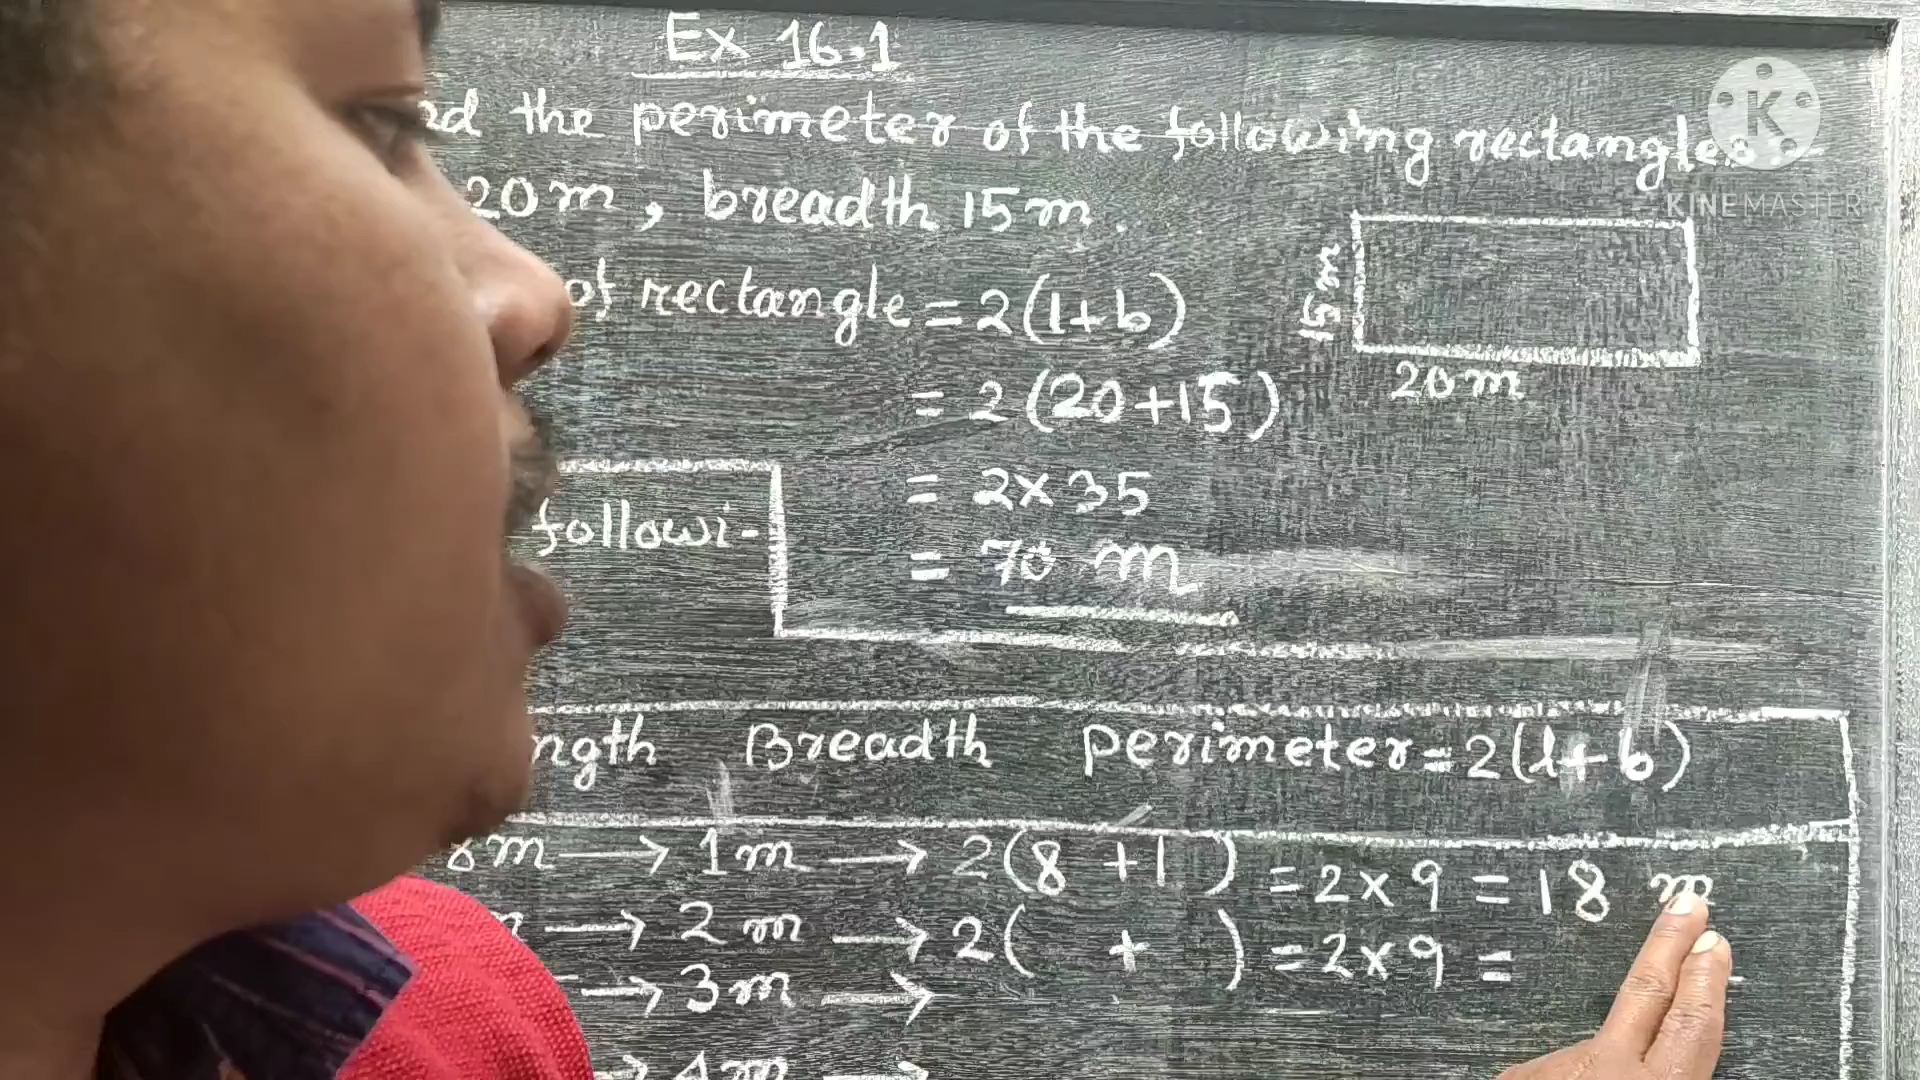 Ex 16.1
the perimeter of the following rectangles
20m, breadth 15m.
of rectangle = 2(l+b)
15m
20m
= 2(20+15)
= 2×35
= 70 m
followi-
Breadth Perimeter=2(l+b)
8m → 1m → 2(8 +1 ) =2×9 = 18 m
→ 2m → 2( + ) =2×9 =
→ 3m →
→ 4m →
K
KINEMASTER